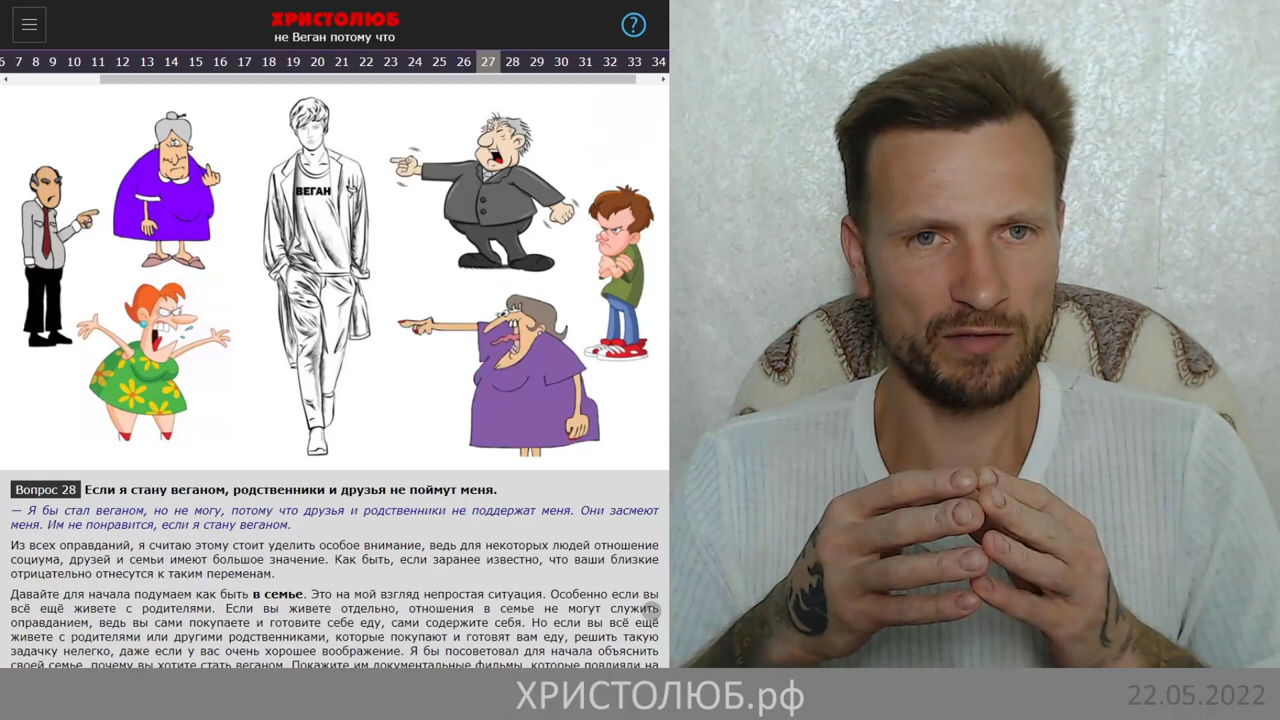 ХРИСТОЛЮБ
не Веган потому что
6 7 8 9 10 11 12 13 14 15 16 17 18 19 20 21 22 23 24 25 26 27 28 29 30 31 32 33 34
?
ВЕГАН
Вопрос 28 Если я стану веганом, родственники и друзья не поймут меня.
— Я бы стал веганом, но не могу, потому что друзья и родственники не поддержат меня. Они засмеют
меня. Им не понравится, если я стану веганом.
Из всех оправданий, я считаю этому стоит уделить особое внимание, ведь для некоторых людей отношение
социума, друзей и семьи имеют большое значение. Как быть, если заранее известно, что ваши близкие
отрицательно отнесутся к таким переменам.
Давайте для начала подумаем как быть в семье. Это на мой взгляд непростая ситуация. Особенно если вы
всё ещё живете с родителями. Если вы живете отдельно, отношения в семье не могут служить
оправданием, ведь вы сами покупаете и готовите себе еду, сами содержите себя. Но если вы всё ещё
живете с родителями или другими родственниками, которые покупают и готовят вам еду, решить такую
задачку нелегко, даже если у вас очень хорошее воображение. Я бы посоветовал для начала объяснить
своей семье, почему вы хотите стать веганом. Покажите им документальные фильмы, которые повлияли на
ХРИСТОЛЮБ.рф
22.05.2022